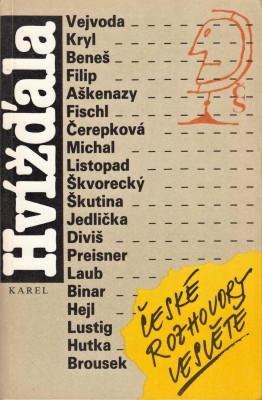 KAREL
Hvížďala
Vejvoda
Kryl
Beneš
Filip
Aškenazy
Fischl
Čerepková
Michal
Listopad
Škvorecký
Škutina
Jedlička
Diviš
Preisner
Laub
Binar
Hejl
Lustig
Hutka
Brousek
Š
ČESKÉ
ROZHOVORY
VE SVĚTĚ